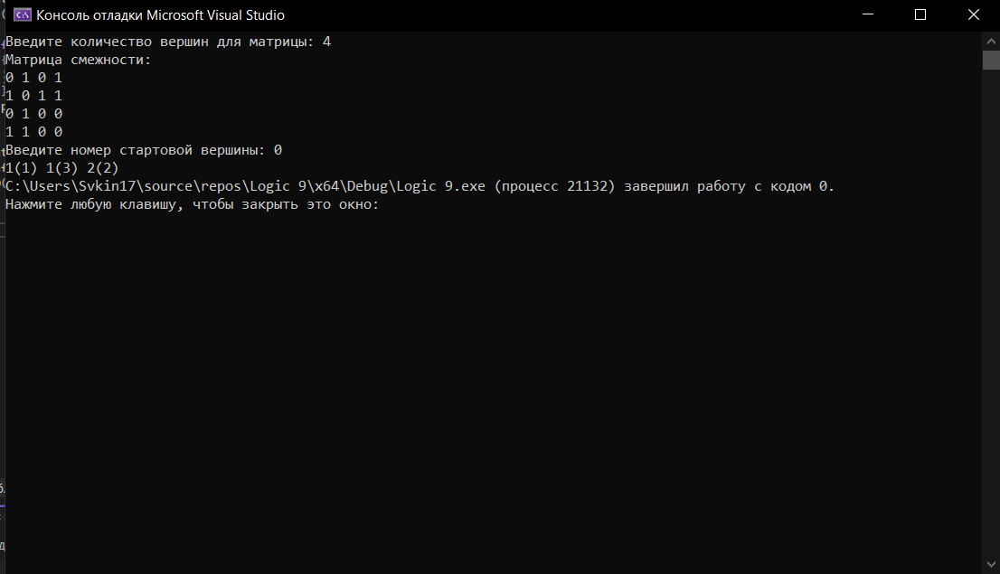 Консоль отладки Microsoft Visual Studio
Введите количество вершин для матрицы: 4
Матрица смежности:
0 1 0 1
1 0 1 1
0 1 0 0
1 1 0 0
Введите номер стартовой вершины: 0
1(1) 1(3) 2(2)
C:\Users\Svkin17\source\repos\Logic 9\x64\Debug\Logic 9.exe (процесс 21132) завершил работу с кодом 0.
Нажмите любую клавишу, чтобы закрыть это окно: